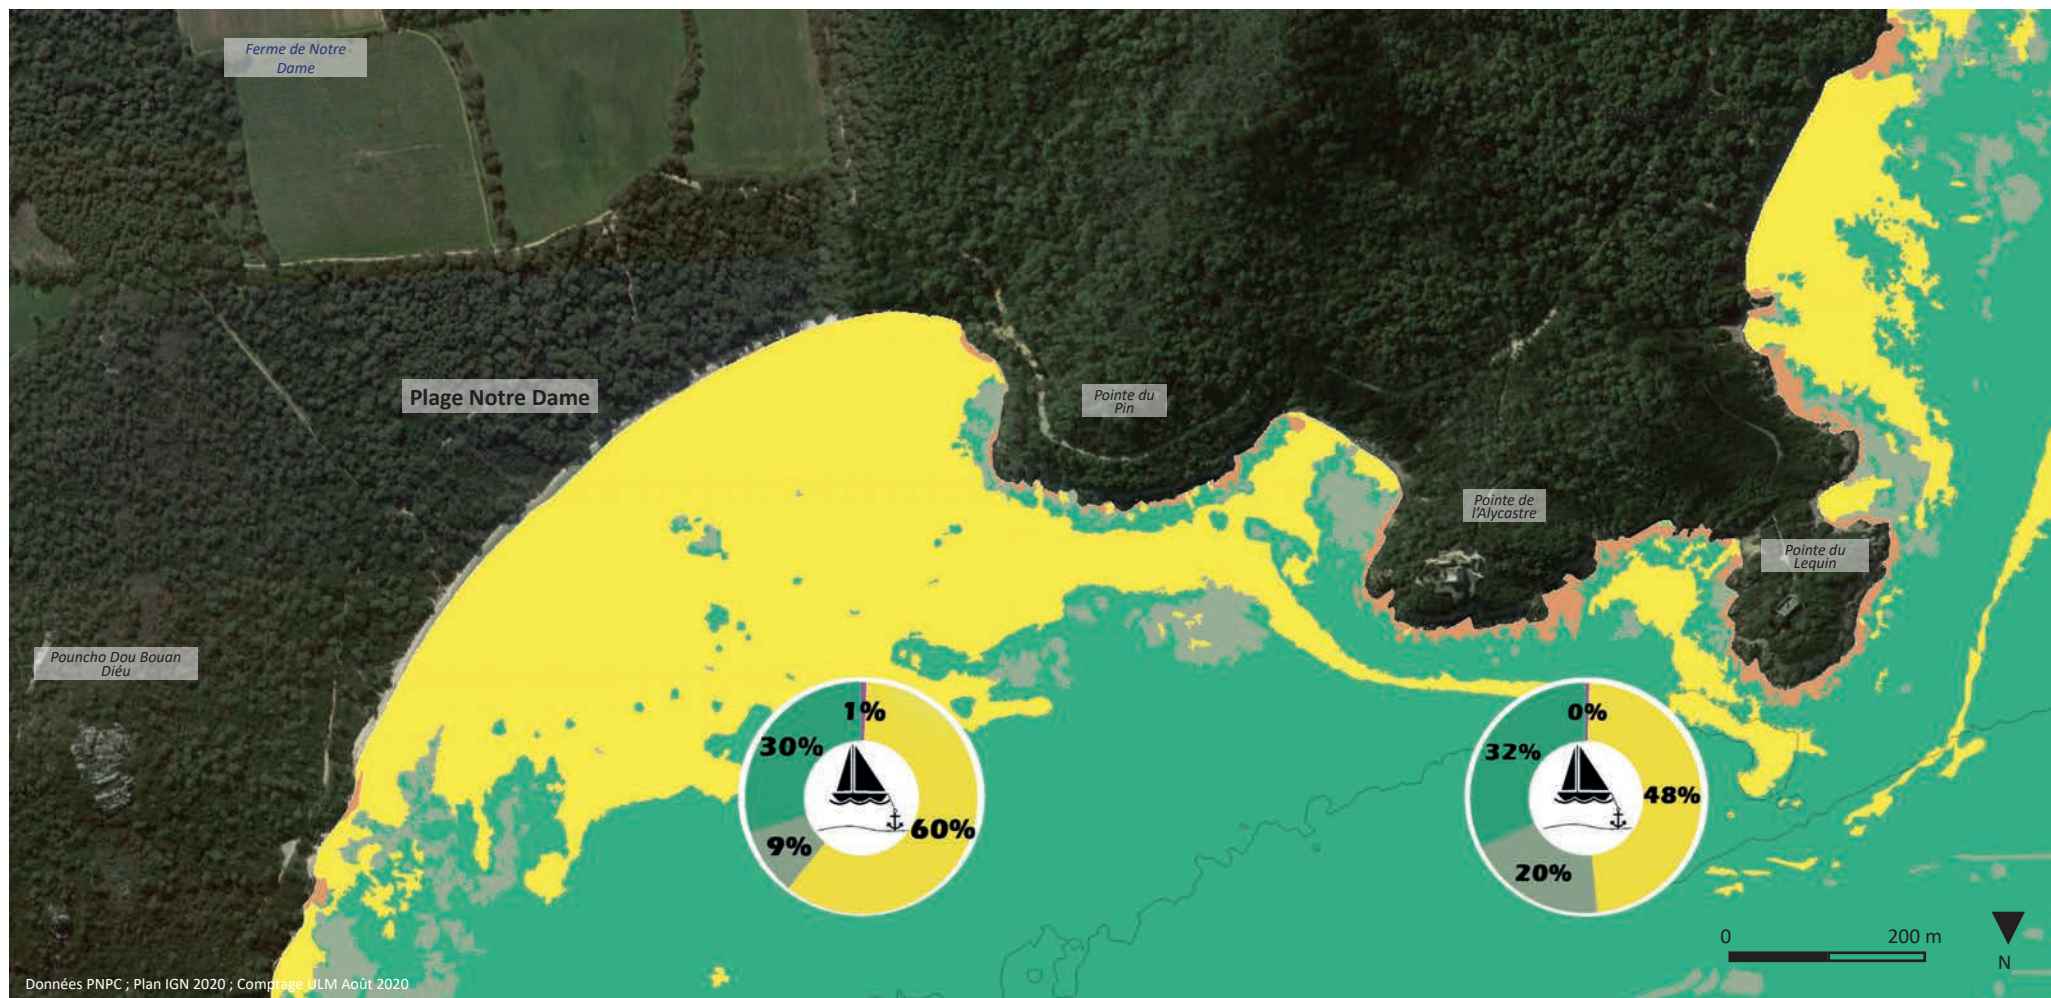 Ferme de Notre
Dame
Plage Notre Dame
Pointe du
Pin
Pointe de
l'Alycastre
Pointe du
Lequin
Pouncho Dou Bouan
Diéu
1%
30%
60%
9%
0%
32%
48%
20%
0 200 m
N
Données PNPC ; Plan IGN 2020 ; Comptage ULM Août 2020